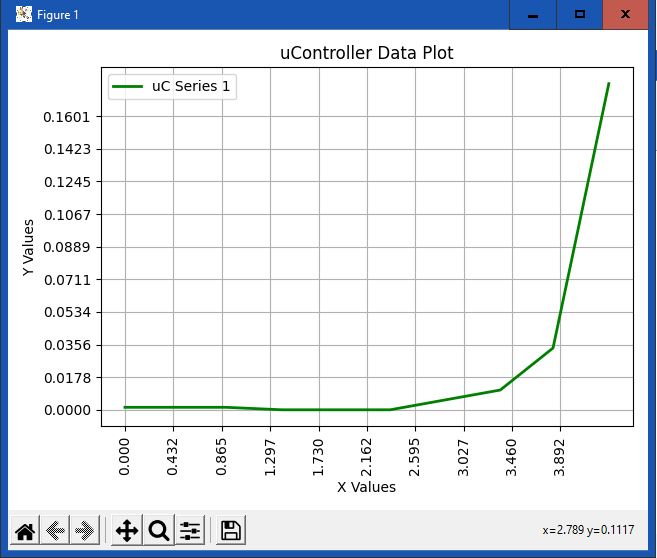 Figure 1
uController Data Plot
uC Series 1
Y Values
0.1601
0.1423
0.1245
0.1067
0.0889
0.0711
0.0534
0.0356
0.0178
0.0000
0.000 0.432 0.865 1.297 1.730 2.162 2.595 3.027 3.460 3.892
X Values
x=2.789 y=0.1117